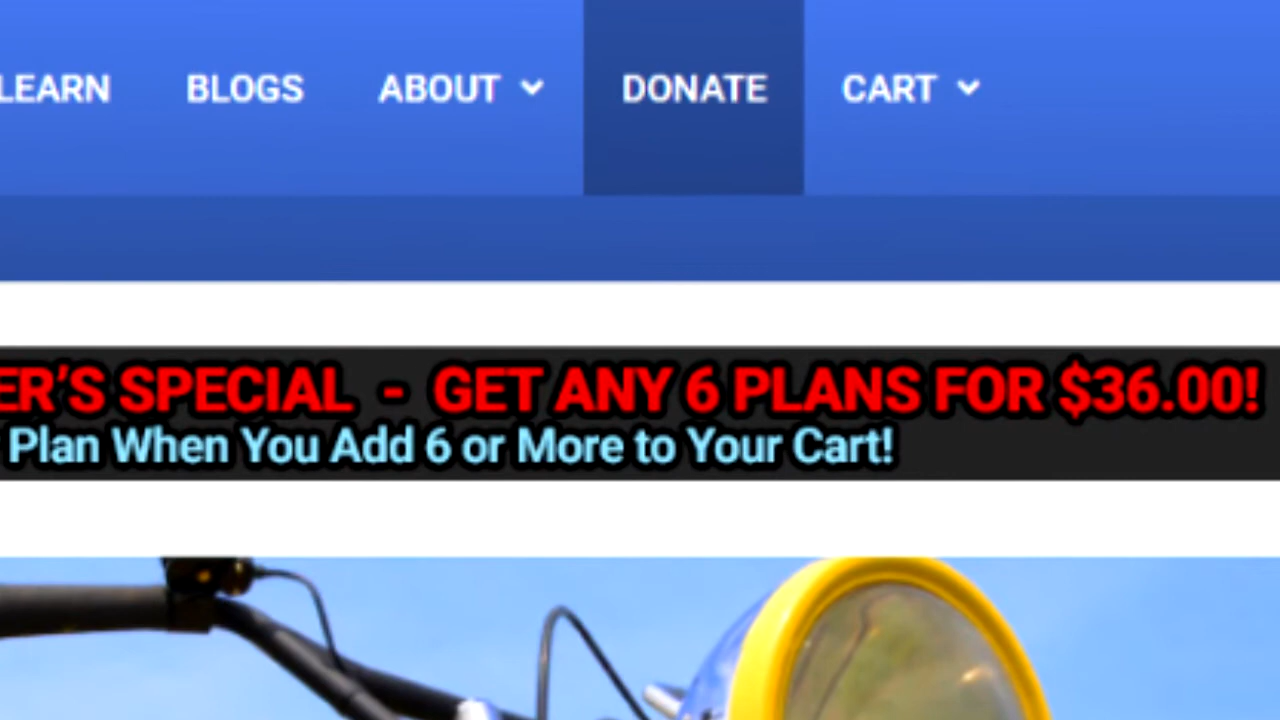 LEARN BLOGS ABOUT DONATE CART
ER'S SPECIAL - GET ANY 6 PLANS FOR $36.00!
Plan When You Add 6 or More to Your Cart!